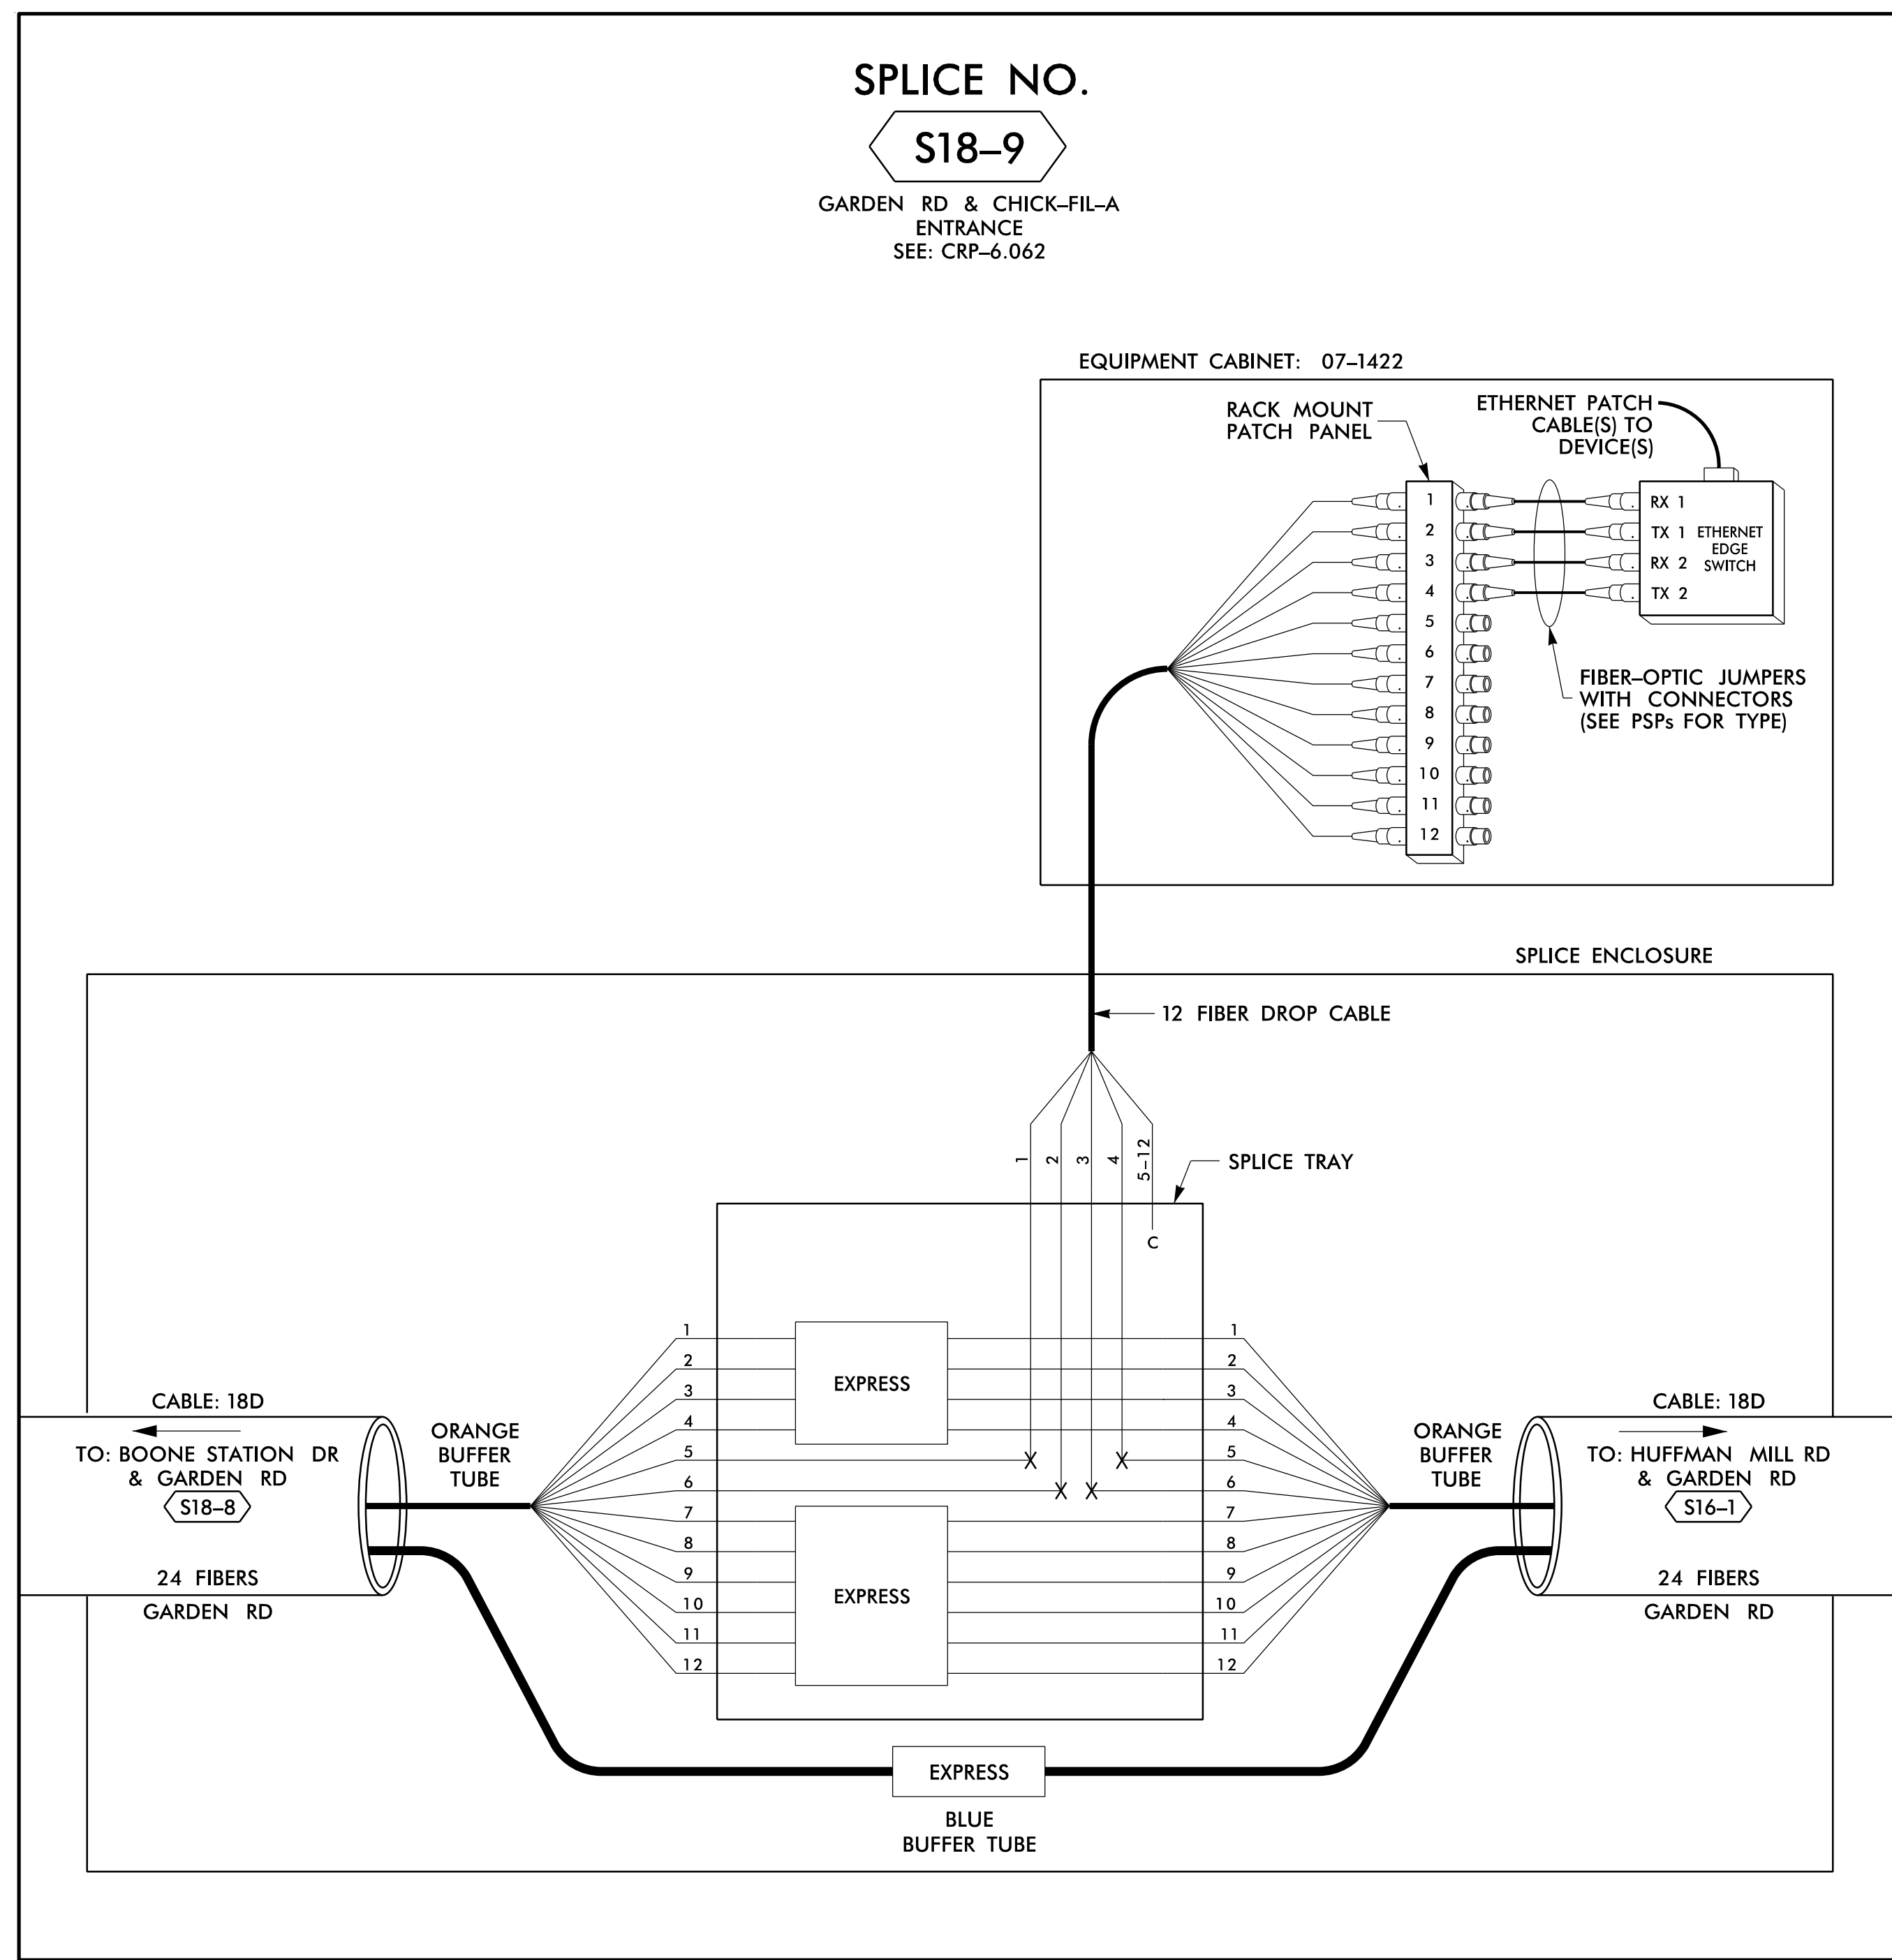 SPLICE NO.
S18–9
GARDEN RD & CHICK–FIL–A
ENTRANCE
SEE: CRP–6.062
EQUIPMENT CABINET: 07–1422
RACK MOUNT
PATCH PANEL
ETHERNET PATCH
CABLE(S) TO
DEVICE(S)
1
2
3
4
5
6
7
8
9
10
11
12
RX 1
TX 1
RX 2
TX 2
ETHERNET
EDGE
SWITCH
FIBER–OPTIC JUMPERS
WITH CONNECTORS
(SEE PSPs FOR TYPE)
SPLICE ENCLOSURE
12 FIBER DROP CABLE
1
2
3
4
5–12
SPLICE TRAY
C
CABLE: 18D
TO: BOONE STATION DR
& GARDEN RD
S18–8
24 FIBERS
GARDEN RD
ORANGE
BUFFER
TUBE
1
2
3
4
5
6
7
8
9
10
11
12
EXPRESS
EXPRESS
X
X
X
X
1
2
3
4
5
6
7
8
9
10
11
12
ORANGE
BUFFER
TUBE
CABLE: 18D
TO: HUFFMAN MILL RD
& GARDEN RD
S16–1
24 FIBERS
GARDEN RD
EXPRESS
BLUE
BUFFER TUBE